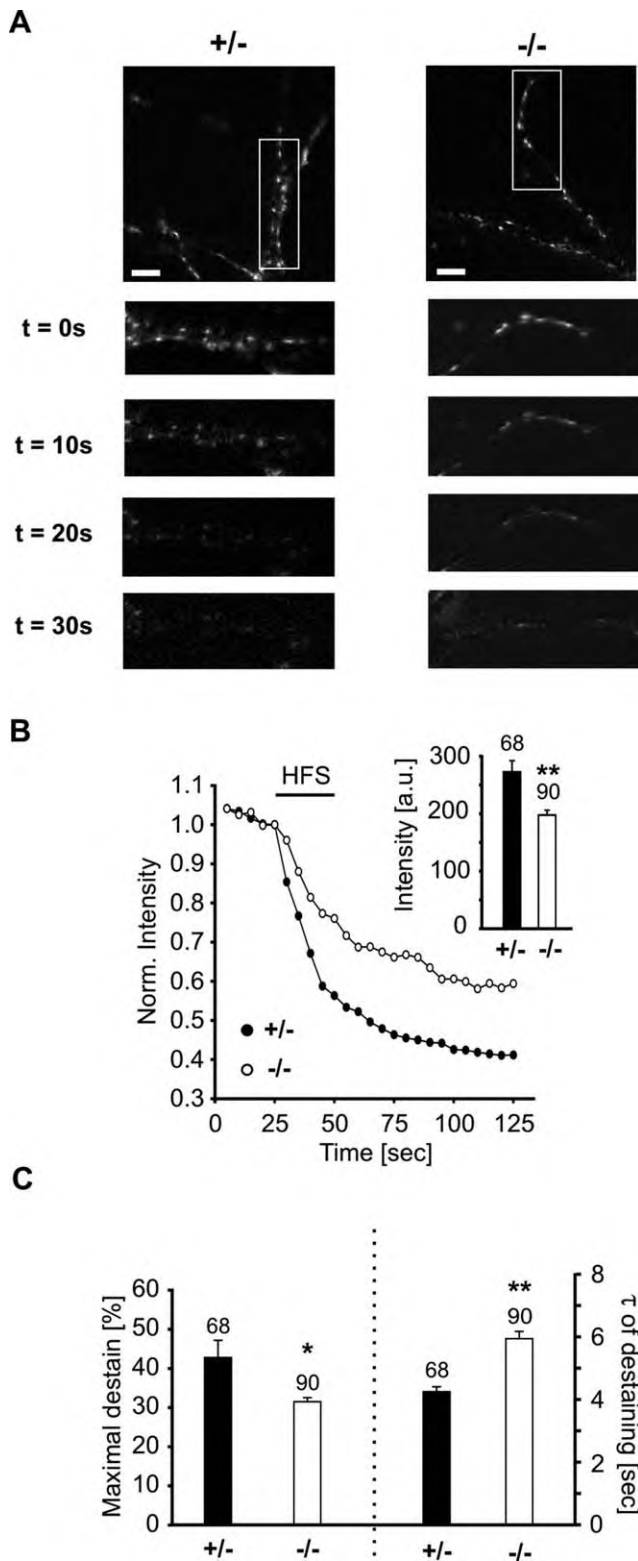 A
+/-
-/-
t = 0s
t = 10s
t = 20s
t = 30s
B
HFS
Norm. Intensity
1.1
1.0
0.9
0.8
0.7
0.6
0.5
0.4
0.3
+/-
-/-
0 25 50 75 100 125
Time [sec]
Intensity [a.u.]
300
200
200
0
68
**
90
+/- -/-
C
Maximal destain [%]
60
50
40
30
30
10
0
68
*
90
+/- -/-
68
**
90
+/- -/-
8
6
4
2
0
τ of destaining [sec]